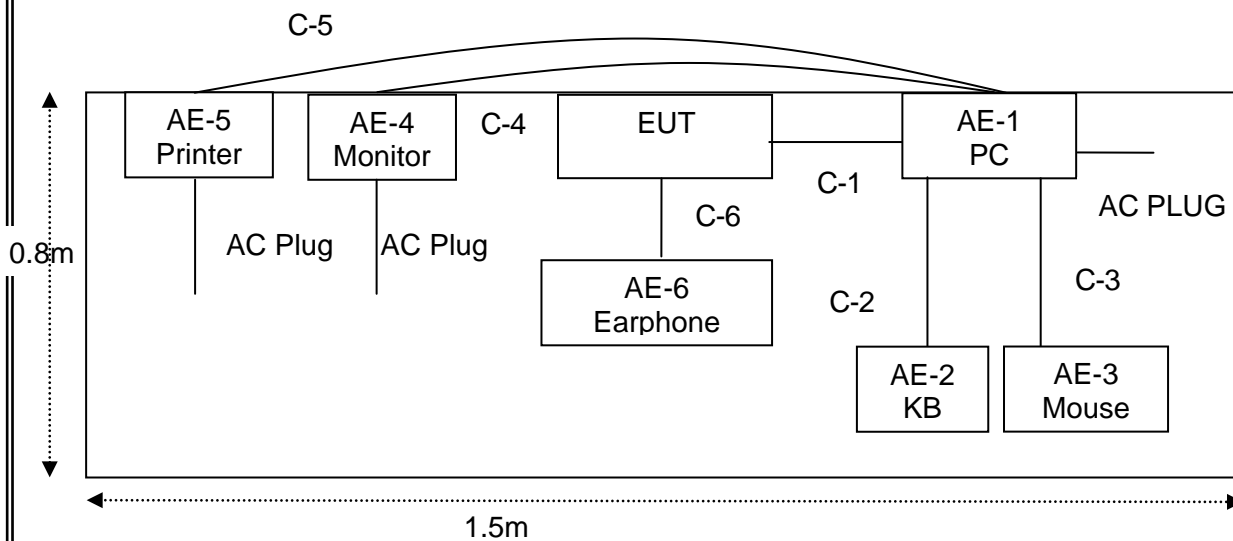 C-5
AE-5
Printer
AE-4
Monitor
C-4
EUT
AE-1
PC
C-1
AC PLUG
C-6
AC Plug
AC Plug
0.8m
AE-6
Earphone
C-2
C-3
AE-2
KB
AE-3
Mouse
1.5m